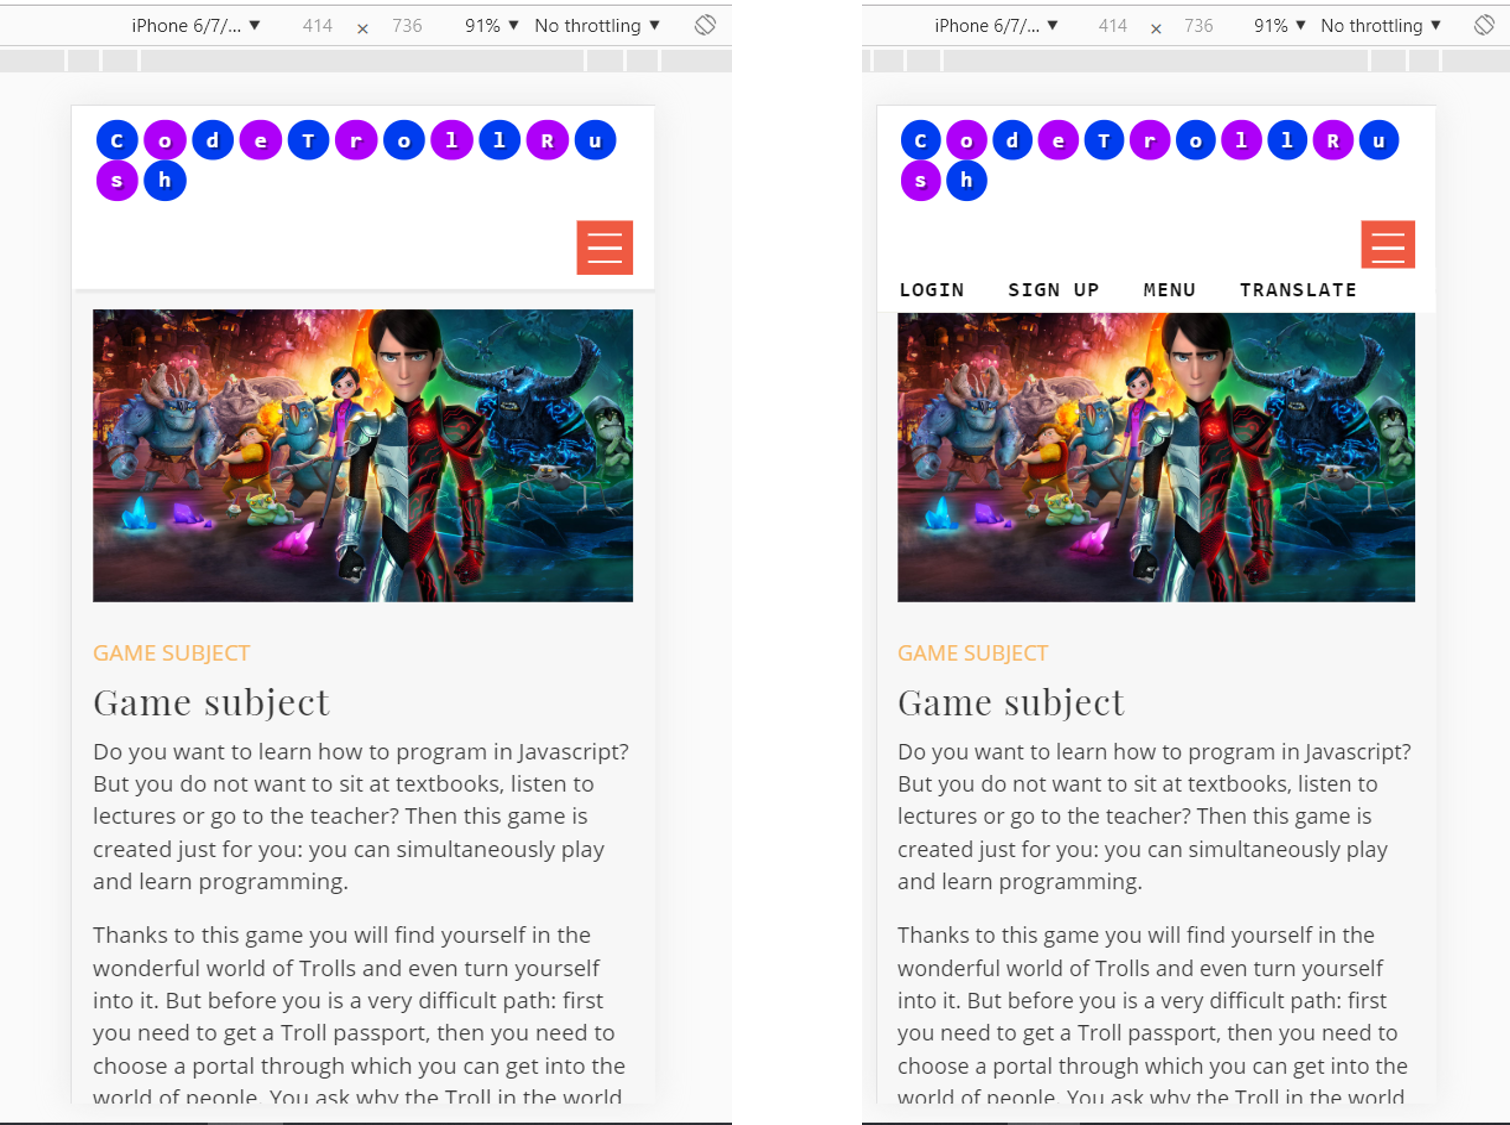 iPhone 6/7/... ▼ 414 × 736 91% ▼ No throttling ▼
CodeTrollRu
sh
GAME SUBJECT
Game subject
Do you want to learn how to program in Javascript?
But you do not want to sit at textbooks, listen to
lectures or go to the teacher? Then this game is
created just for you: you can simultaneously play
and learn programming.
Thanks to this game you will find yourself in the
wonderful world of Trolls and even turn yourself
into it. But before you is a very difficult path: first
you need to get a Troll passport, then you need to
choose a portal through which you can get into the
world of people. You ask why the Troll in the world
iPhone 6/7/... ▼ 414 × 736 91% ▼ No throttling ▼
CodeTrollRu
sh
LOGIN SIGN UP MENU TRANSLATE
GAME SUBJECT
Game subject
Do you want to learn how to program in Javascript?
But you do not want to sit at textbooks, listen to
lectures or go to the teacher? Then this game is
created just for you: you can simultaneously play
and learn programming.
Thanks to this game you will find yourself in the
wonderful world of Trolls and even turn yourself
into it. But before you is a very difficult path: first
you need to get a Troll passport, then you need to
choose a portal through which you can get into the
world of people. You ask why the Troll in the world